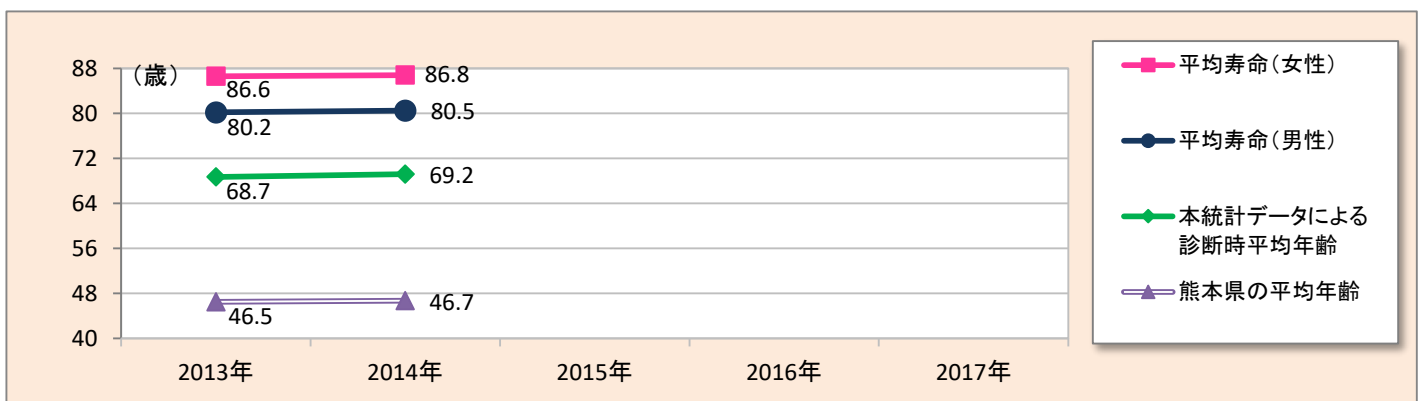 (歳)
88
80
72
64
56
48
40
86.6
86.8
80.2
80.5
68.7
69.2
46.5
46.7
2013年
2014年
2015年
2016年
2017年
平均寿命(女性)
平均寿命(男性)
本統計データによる
診断時平均年齢
熊本県の平均年齢